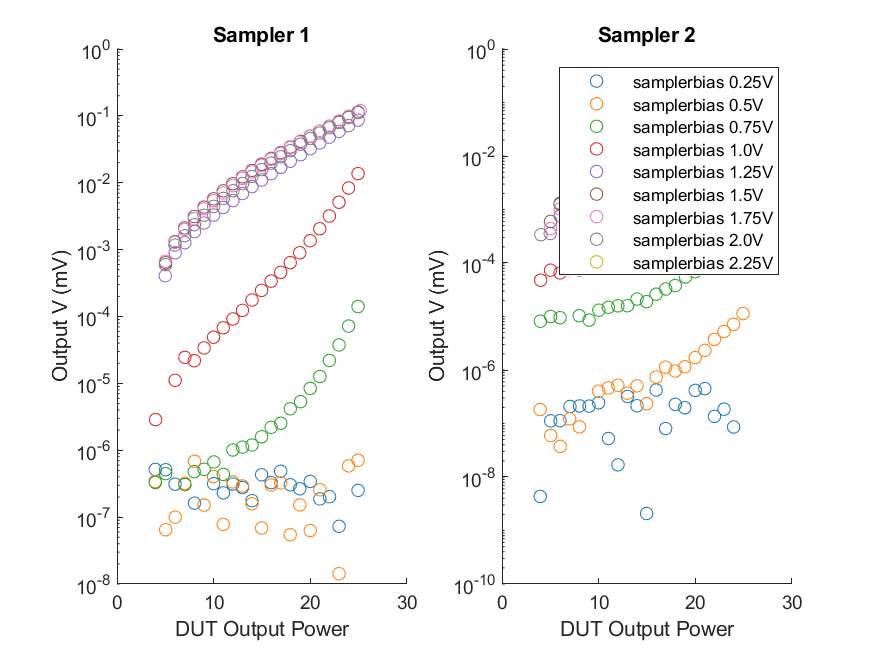 Sampler 1
Output V (mV)
10^0
10^-1
10^-2
10^-3
10^-4
10^-5
10^-6
10^-7
10^-8
0
10
20
30
DUT Output Power
Sampler 2
Output V (mV)
10^0
10^-2
10^-4
10^-6
10^-8
10^-10
0
10
20
30
DUT Output Power
samplerbias 0.25V
samplerbias 0.5V
samplerbias 0.75V
samplerbias 1.0V
samplerbias 1.25V
samplerbias 1.5V
samplerbias 1.75V
samplerbias 2.0V
samplerbias 2.25V